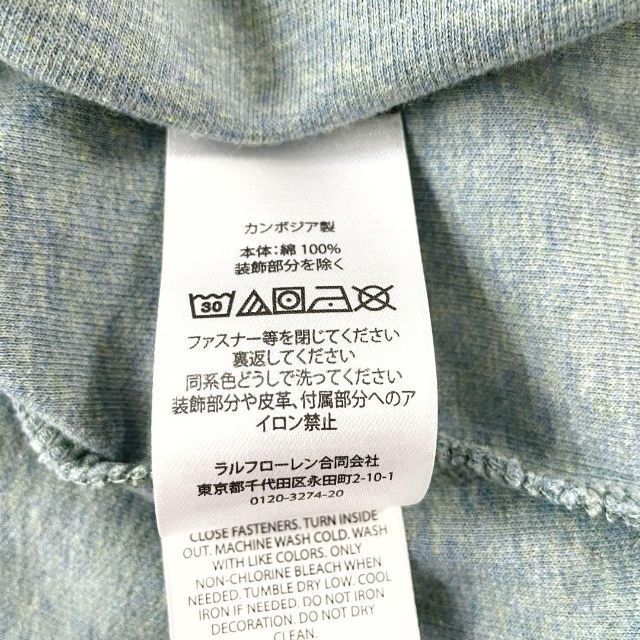 カンボジア製
本体：綿 100%
装飾部分を除く
30
ファスナー等を閉じてください
裏返してください
同系色どうしで洗ってください
装飾部分や皮革、付属部分へのア
イロン禁止
ラルフローレン合同会社
東京都千代田区永田町2-10-1
0120-3274-20
CLOSE FASTENERS. TURN INSIDE
OUT. MACHINE WASH COLD. WASH
WITH LIKE COLORS. ONLY
NON-CHLORINE BLEACH WHEN
NEEDED. TUMBLE DRY LOW. COOL
IRON IF NEEDED. DO NOT IRON
DECORATION. DO NOT